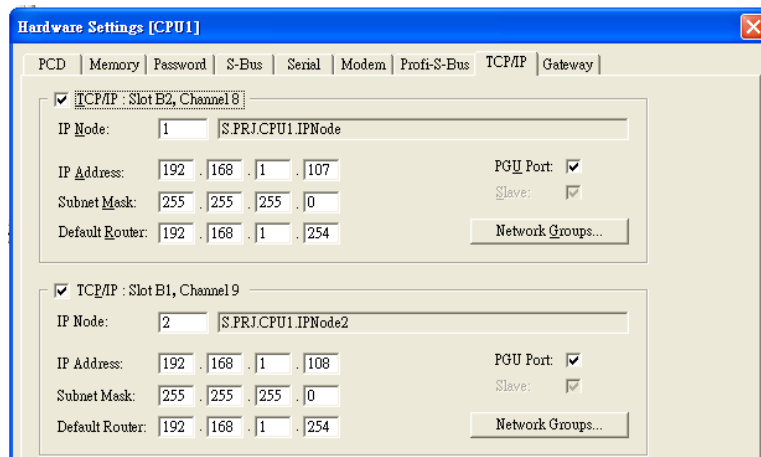 Hardware Settings [CPU1]
PCD Memory Password S-Bus Serial Modem Profi-S-Bus TCP/IP Gateway
TCP/IP : Slot B2, Channel 8
IP Node: 1 S.PRJ.CPU1.IPNode
IP Address: 192 . 168 . 1 . 107 PGU Port:
Subnet Mask: 255 . 255 . 255 . 0 Slave:
Default Router: 192 . 168 . 1 . 254 Network Groups...
TCP/IP : Slot B1, Channel 9
IP Node: 2 S.PRJ.CPU1.IPNode2
IP Address: 192 . 168 . 1 . 108 PGU Port:
Subnet Mask: 255 . 255 . 255 . 0 Slave:
Default Router: 192 . 168 . 1 . 254 Network Groups...